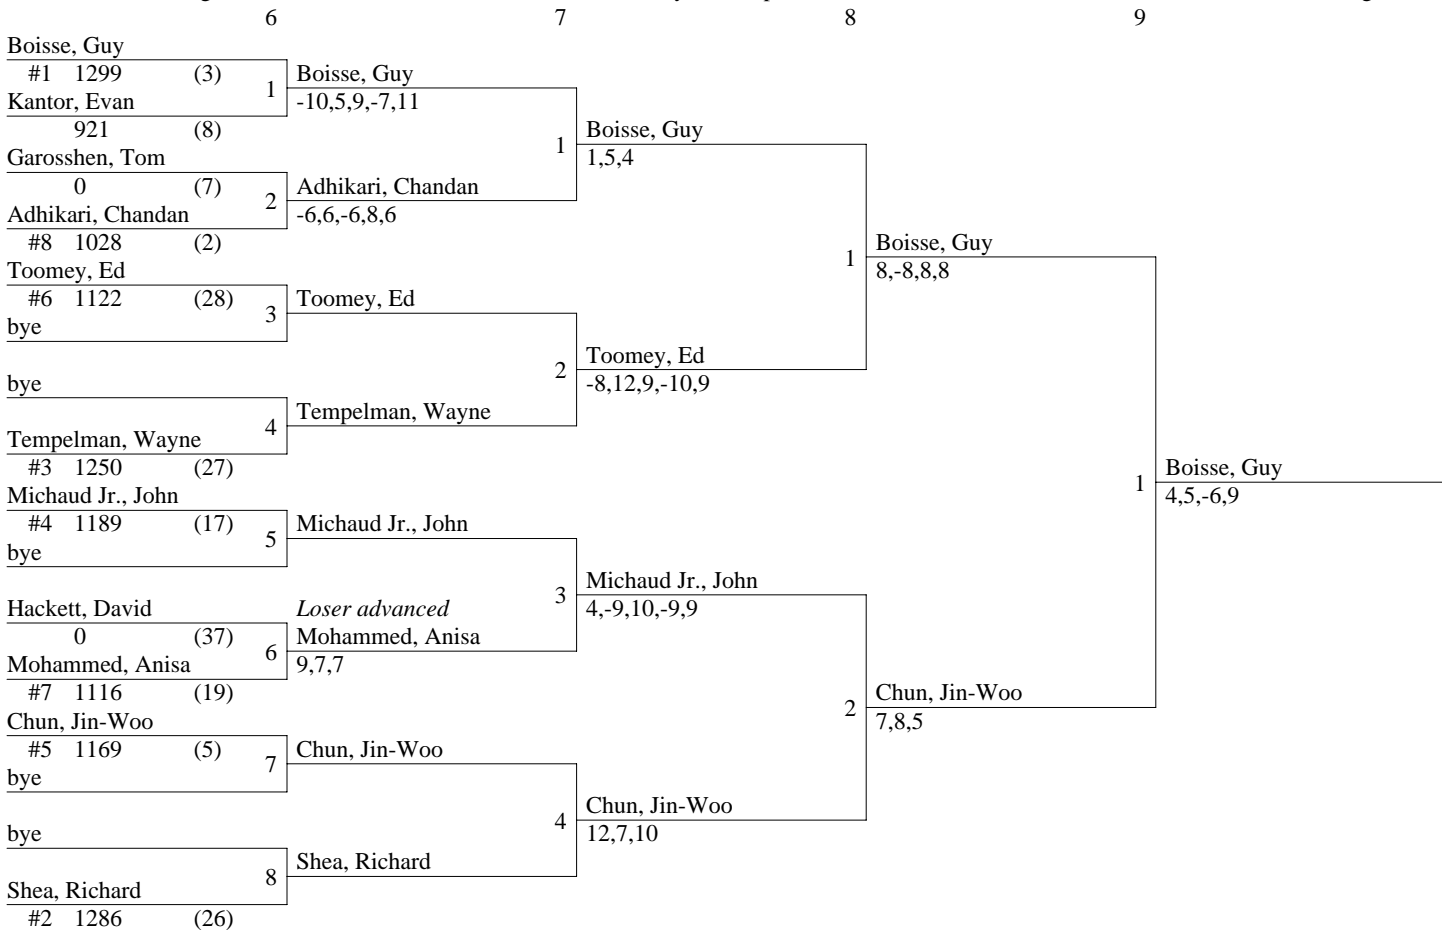 6 7 8 9
Boisse, Guy
#1 1299 (3)
1
Boisse, Guy
-10,5,9,-7,11
Kantor, Evan
921 (8)
1
Boisse, Guy
1,5,4
Garosshen, Tom
0 (7)
2
Adhikari, Chandan
-6,6,-6,8,6
Adhikari, Chandan
#8 1028 (2)
1
Boisse, Guy
8,-8,8,8
Toomey, Ed
#6 1122 (28)
3
Toomey, Ed
bye
2
Toomey, Ed
-8,12,9,-10,9
bye
4
Tempelman, Wayne
Tempelman, Wayne
#3 1250 (27)
1
Boisse, Guy
4,5,-6,9
Michaud Jr., John
#4 1189 (17)
5
Michaud Jr., John
bye
3
Michaud Jr., John
4,-9,10,-9,9
Hackett, David
0 (37)
6
Loser advanced
Mohammed, Anisa
9,7,7
Mohammed, Anisa
#7 1116 (19)
2
Chun, Jin-Woo
7,8,5
Chun, Jin-Woo
#5 1169 (5)
7
Chun, Jin-Woo
bye
4
Chun, Jin-Woo
12,7,10
bye
8
Shea, Richard
Shea, Richard
#2 1286 (26)